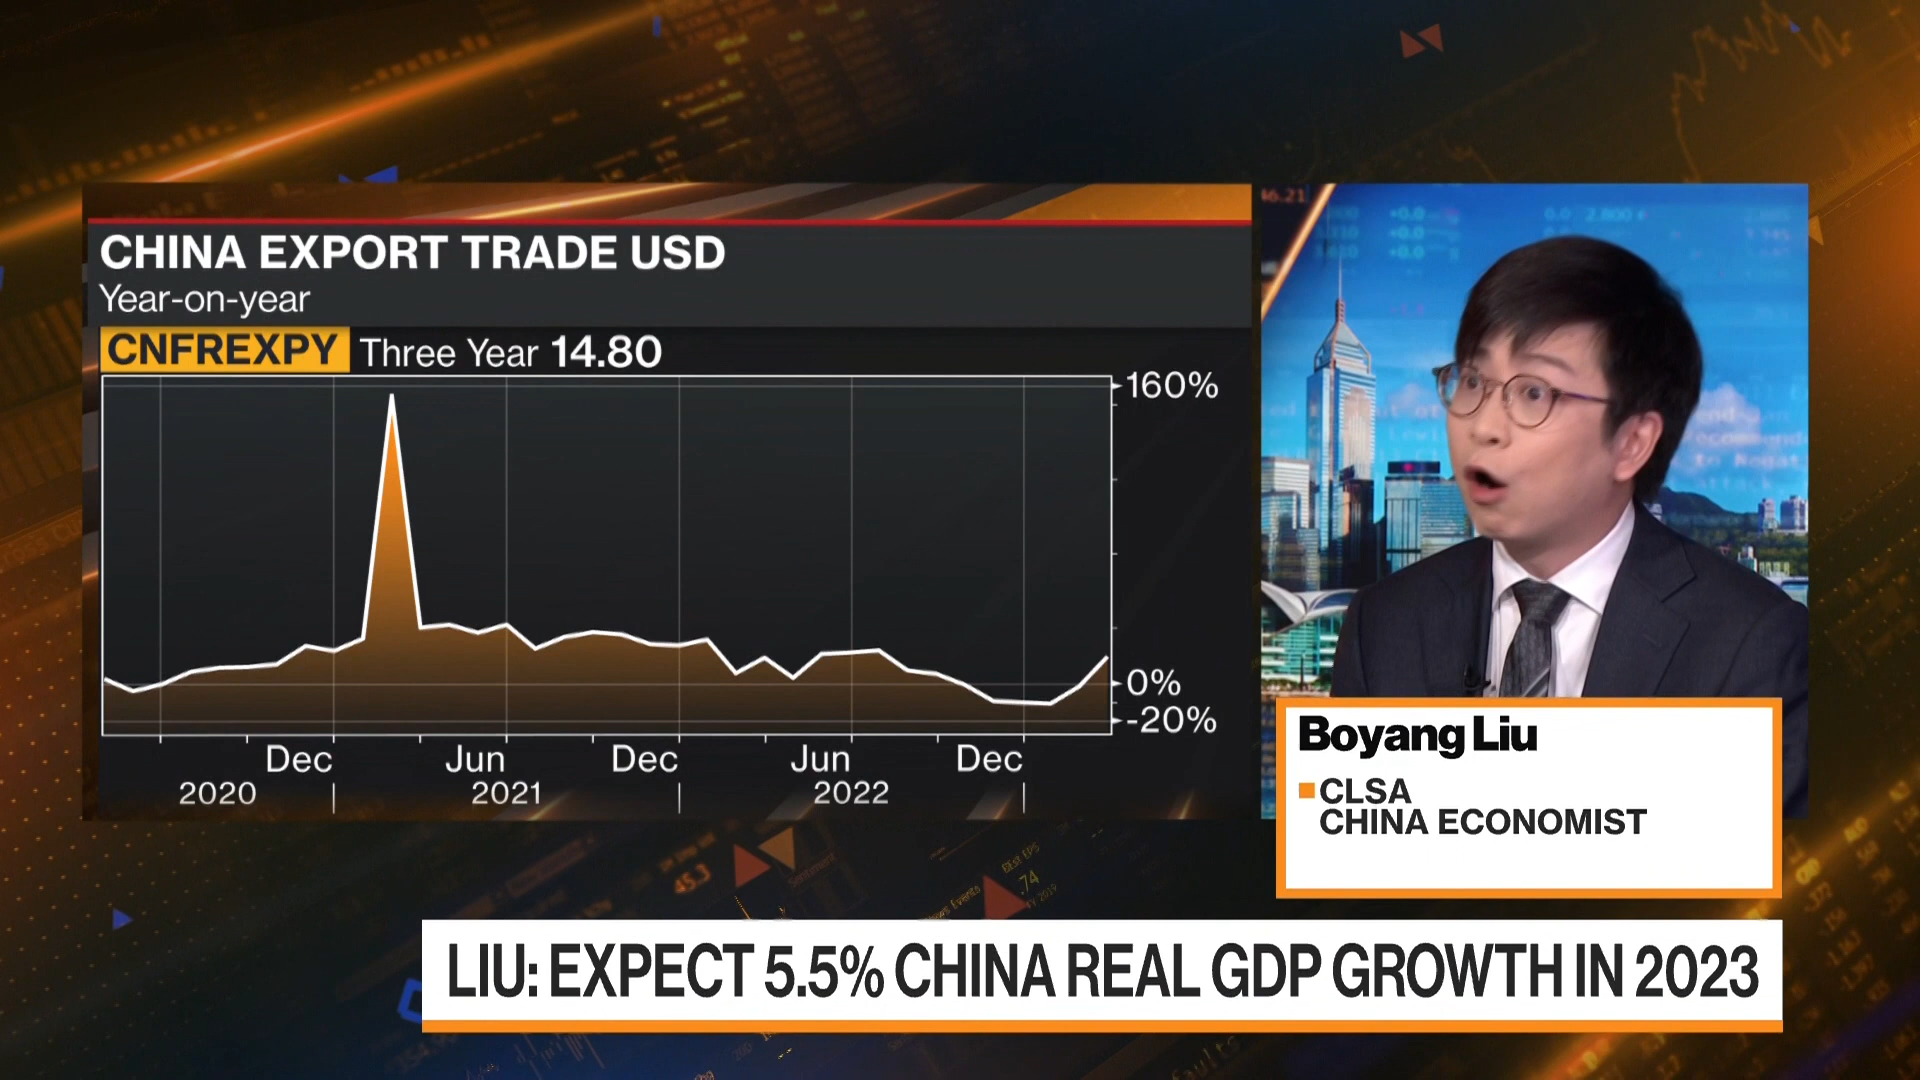 CHINA EXPORT TRADE USD
Year-on-year
CNFREXPY Three Year 14.80
160%
0%
-20%
Dec Jun Dec Jun Dec
2020 2021 2022
Boyang Liu
CLSA
CHINA ECONOMIST
LIU: EXPECT 5.5% CHINA REAL GDP GROWTH IN 2023